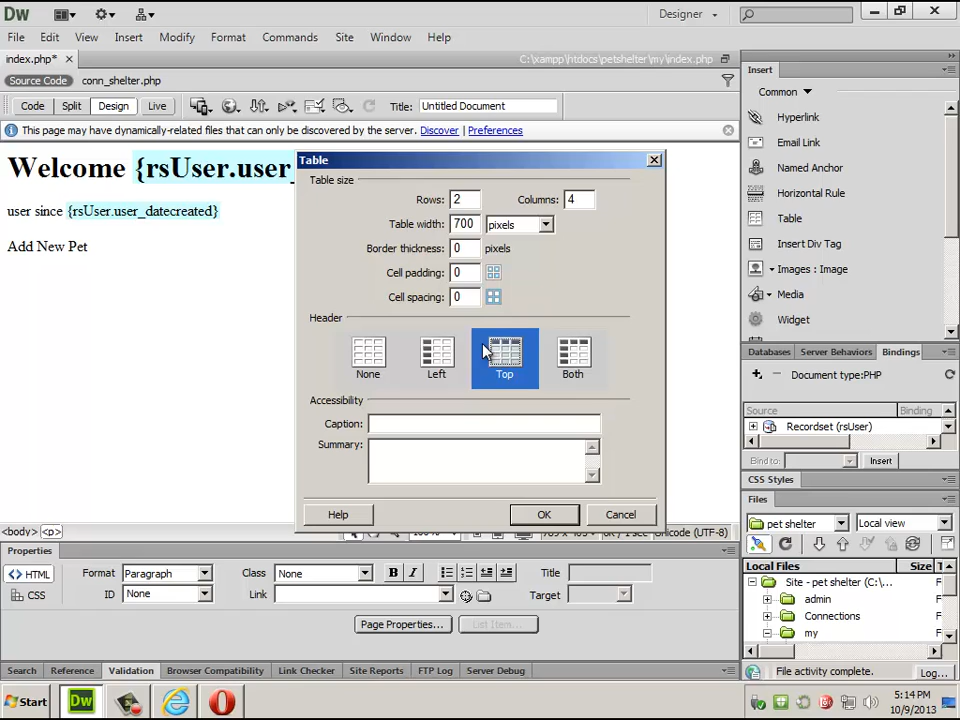 Dw
Designer
File Edit View Insert Modify Format Commands Site Window Help
index.php* ×
C:\xampp\htdocs\petshelter\my\index.php
Source Code conn_shelter.php
Code Split Design Live Title: Untitled Document
This page may have dynamically-related files that can only be discovered by the server. Discover | Preferences
Welcome {rsUser.user_
user since {rsUser.user_datecreated}
Add New Pet
Table
Table size
Rows: 2 Columns: 4
Table width: 700 pixels
Border thickness: 0 pixels
Cell padding: 0
Cell spacing: 0
Header
None Left Top Both
Accessibility
Caption:
Summary:
Help OK Cancel
<body> <p>
Unicode (UTF-8)
Insert
Common
Hyperlink
Email Link
Named Anchor
Horizontal Rule
Table
Insert Div Tag
Images : Image
Media
Widget
Databases Server Behaviors Bindings
Document type:PHP
Source Binding
Recordset (rsUser)
Bind to: Insert
CSS Styles
Files
pet shelter Local view
Local Files Size T
Site - pet shelter (C:\... F
admin F
Connections F
my F
File activity complete. Log...
Properties
<> HTML Format Paragraph Class None B I Title
CSS ID None Link Target
Page Properties... List Item...
Search Reference Validation Browser Compatibility Link Checker Site Reports FTP Log Server Debug
Start Dw
5:14 PM
10/9/2013